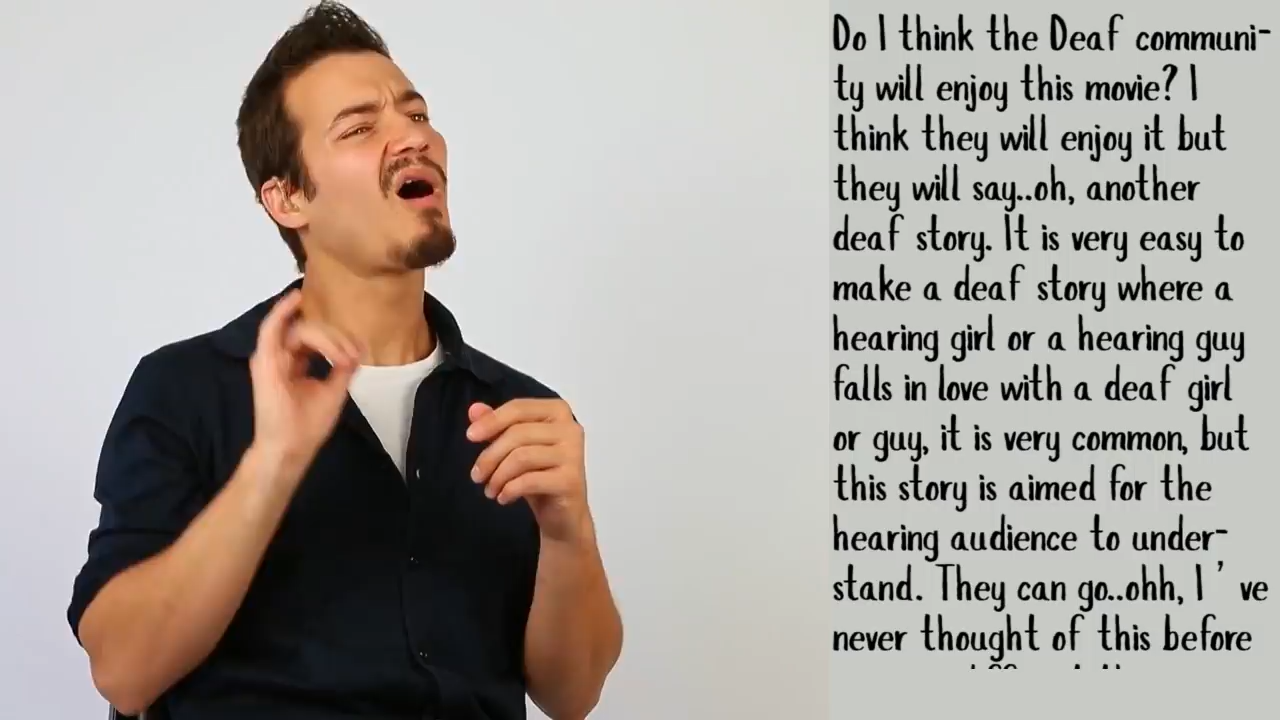 Do I think the Deaf communi-
ty will enjoy this movie? I
think they will enjoy it but
they will say..oh, another
deaf story. It is very easy to
make a deaf story where a
hearing girl or a hearing guy
falls in love with a deaf girl
or guy, it is very common, but
this story is aimed for the
hearing audience to under-
stand. They can go..ohh, I ' ve
never thought of this before